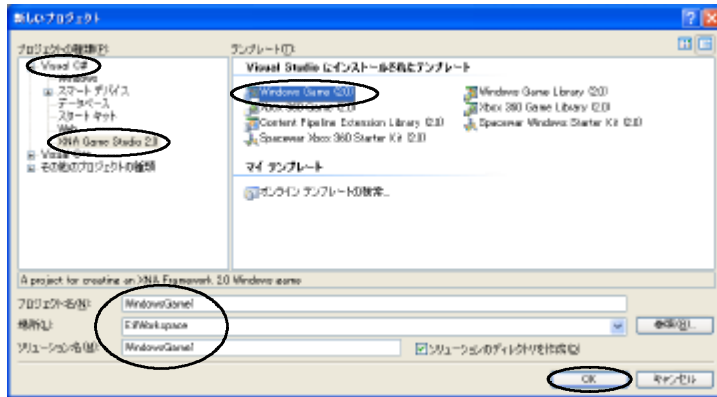 新しいプロジェクト
プロジェクトの種類(P):
テンプレート(T):
Visual C#
Windows
スマート デバイス
データベース
スタート キット
Web
XNA Game Studio 2.0
Visual C++
その他のプロジェクトの種類
Visual Studio にインストールされたテンプレート
Windows Game (2.0)
Windows Game Library (2.0)
Xbox 360 Game (2.0)
Xbox 360 Game Library (2.0)
Content Pipeline Extension Library (2.0)
Spacewar Windows Starter Kit (2.0)
Spacewar Xbox 360 Starter Kit (2.0)
マイ テンプレート
オンライン テンプレートの検索...
A project for creating an XNA Framework 2.0 Windows game
プロジェクト名(N):
WindowsGame1
場所(L):
E:\Workspace
参照(B)...
ソリューション名(M):
WindowsGame1
ソリューションのディレクトリを作成(D)
OK
キャンセル